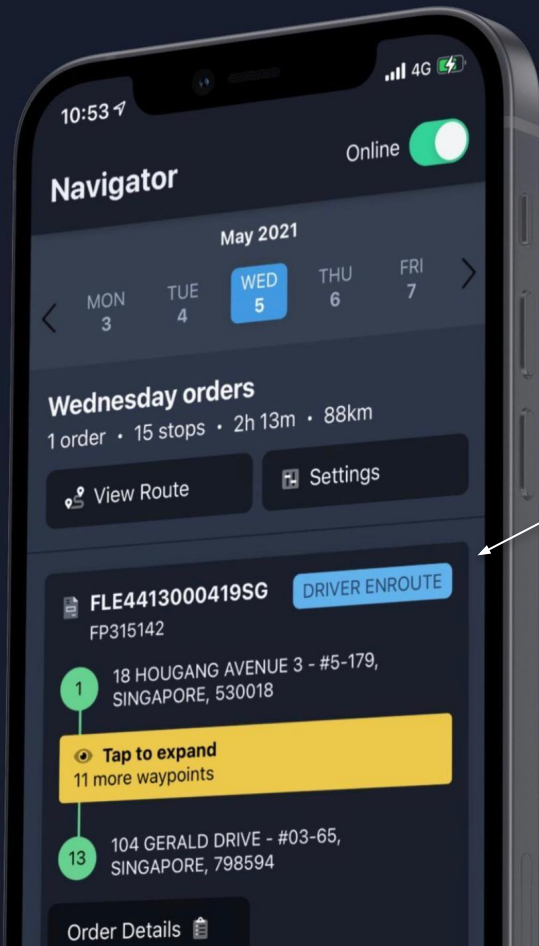 10:53
4G
Navigator
Online
May 2021
MON TUE WED THU FRI
3 4 5 6 7
Wednesday orders
1 order • 15 stops • 2h 13m • 88km
View Route
Settings
FLE4413000419SG
DRIVER ENROUTE
FP315142
1
18 HOUGANG AVENUE 3 - #5-179,
SINGAPORE, 530018
Tap to expand
11 more waypoints
13
104 GERALD DRIVE - #03-65,
SINGAPORE, 798594
Order Details